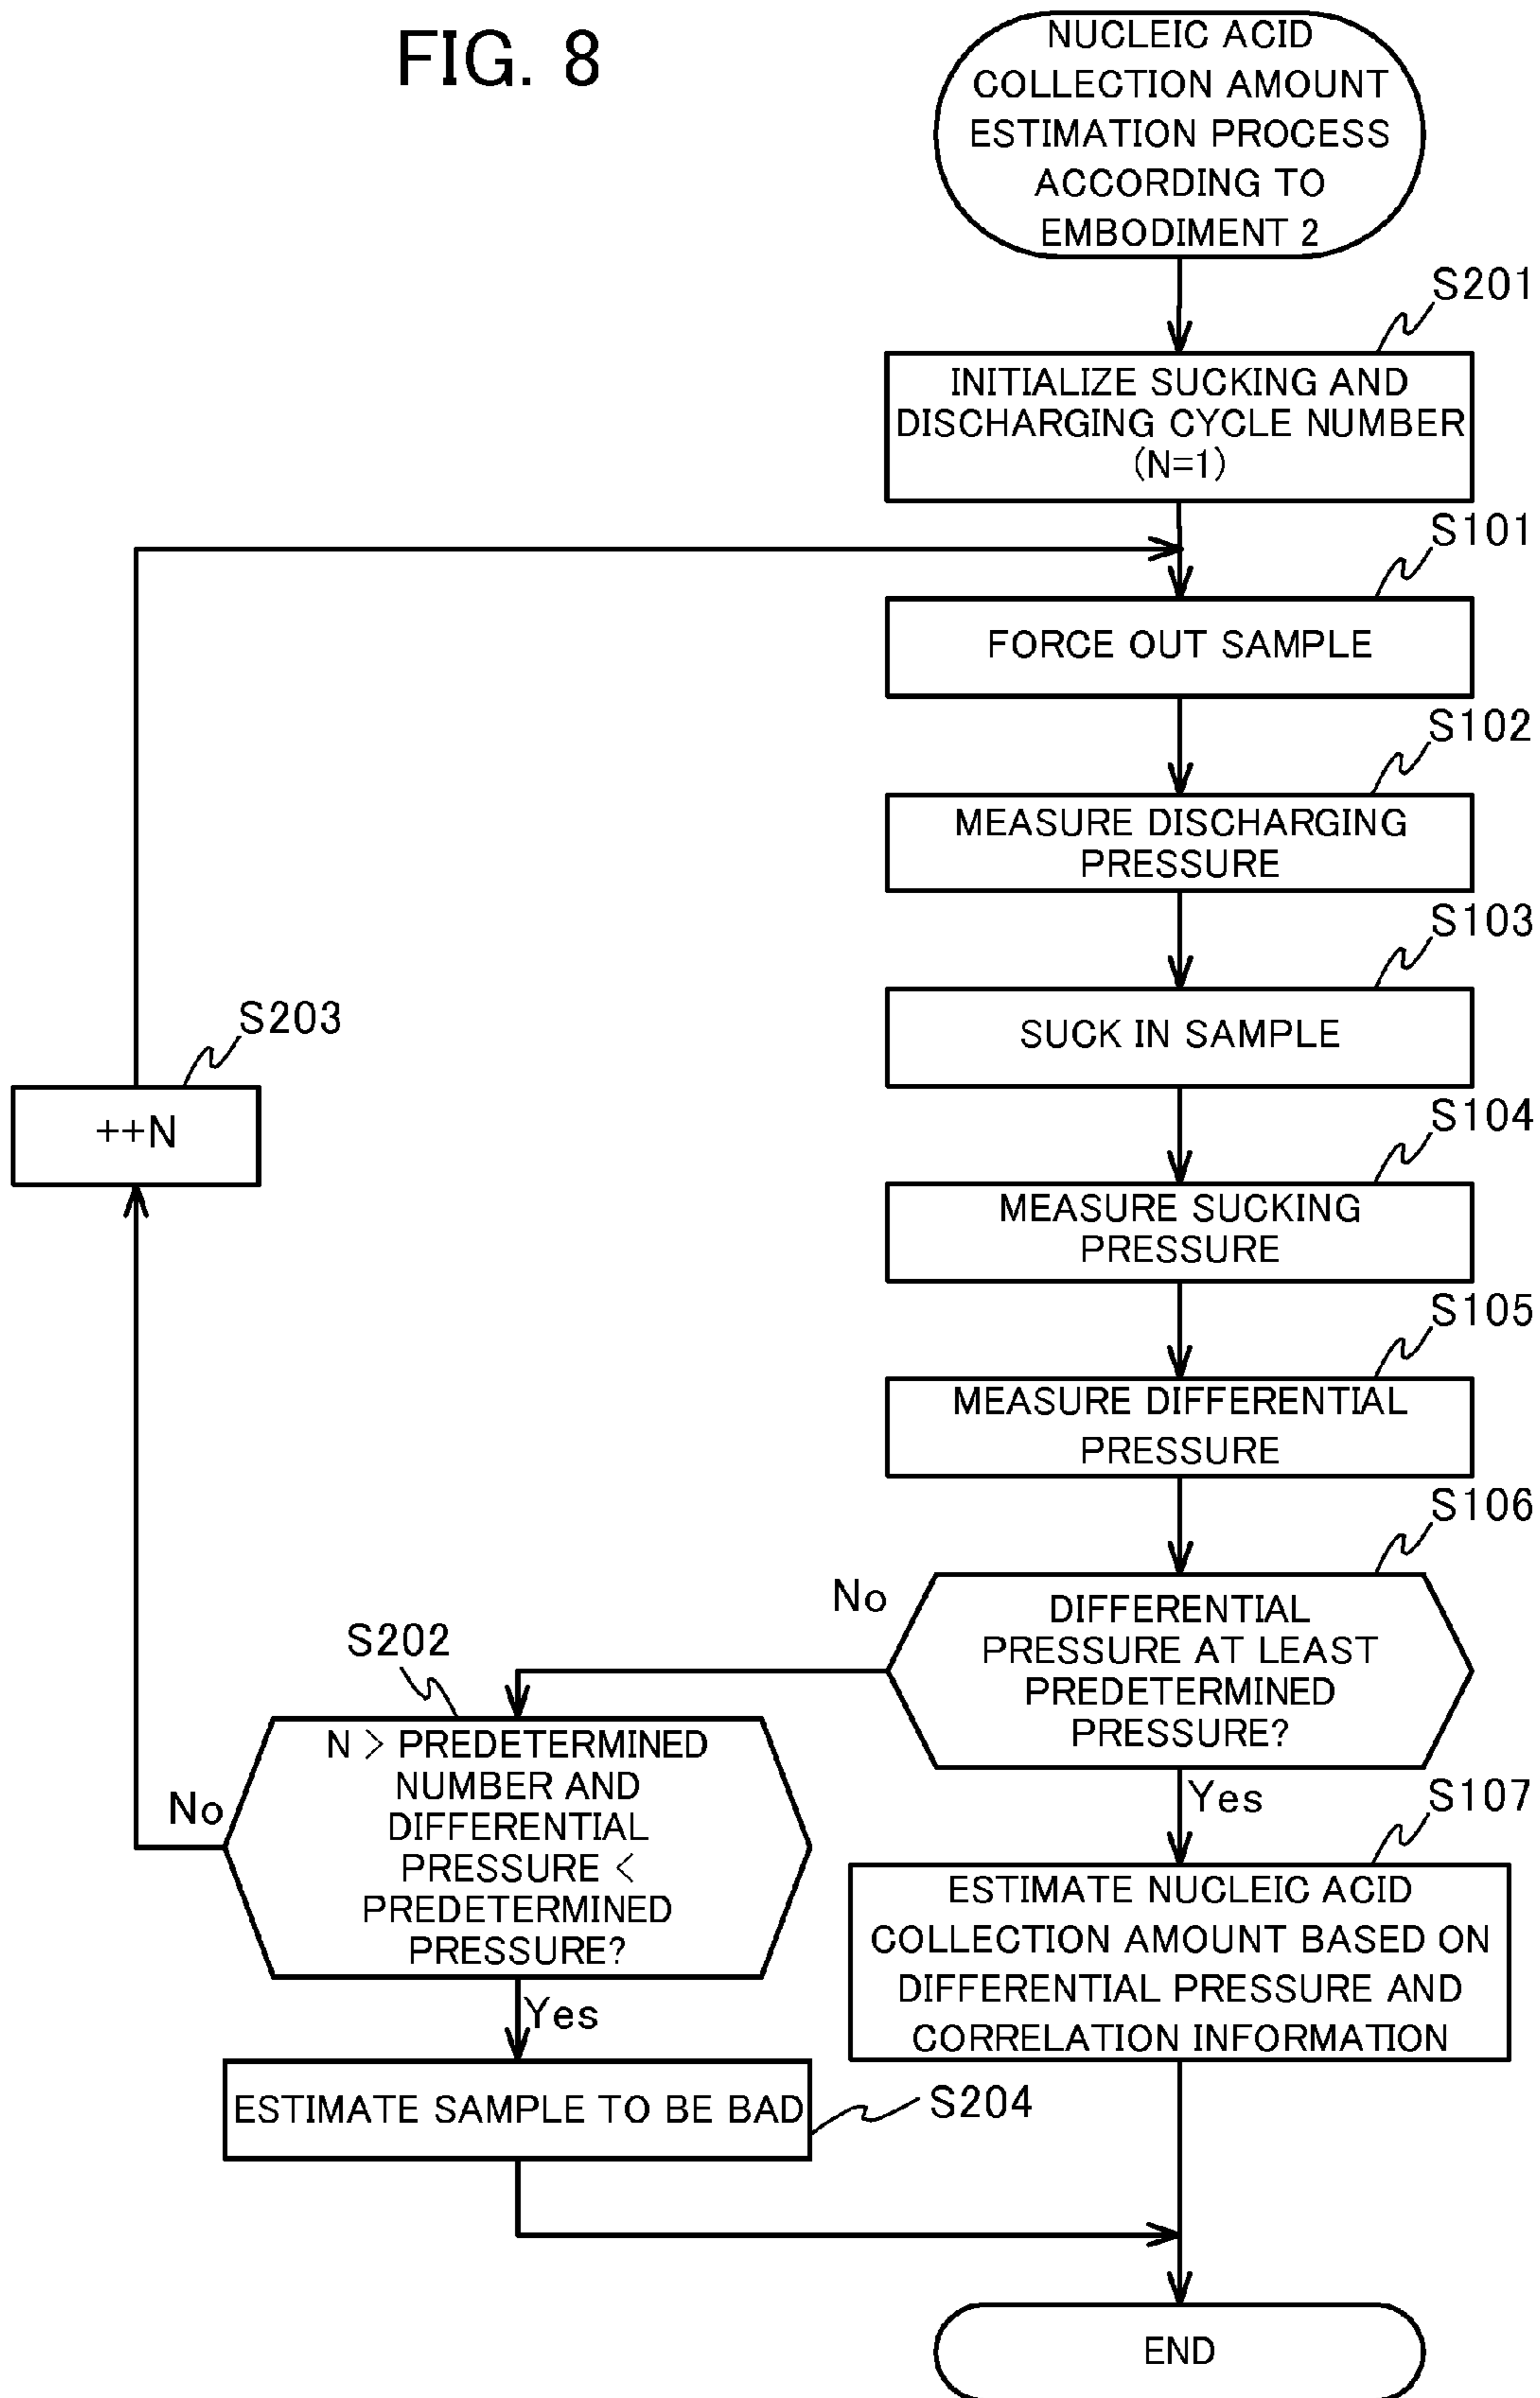 FIG. 8
NUCLEIC ACID
COLLECTION AMOUNT
ESTIMATION PROCESS
ACCORDING TO
EMBODIMENT 2
S201
INITIALIZE SUCKING AND
DISCHARGING CYCLE NUMBER
(N=1)
S101
FORCE OUT SAMPLE
S102
MEASURE DISCHARGING
PRESSURE
S103
SUCK IN SAMPLE
S203
++N
S104
MEASURE SUCKING
PRESSURE
S105
MEASURE DIFFERENTIAL
PRESSURE
S106
DIFFERENTIAL
PRESSURE AT LEAST
PREDETERMINED
PRESSURE?
No
S202
N > PREDETERMINED
NUMBER AND
DIFFERENTIAL
PRESSURE <
PREDETERMINED
PRESSURE?
No
Yes
S107
ESTIMATE NUCLEIC ACID
COLLECTION AMOUNT BASED ON
DIFFERENTIAL PRESSURE AND
CORRELATION INFORMATION
Yes
ESTIMATE SAMPLE TO BE BAD
S204
END